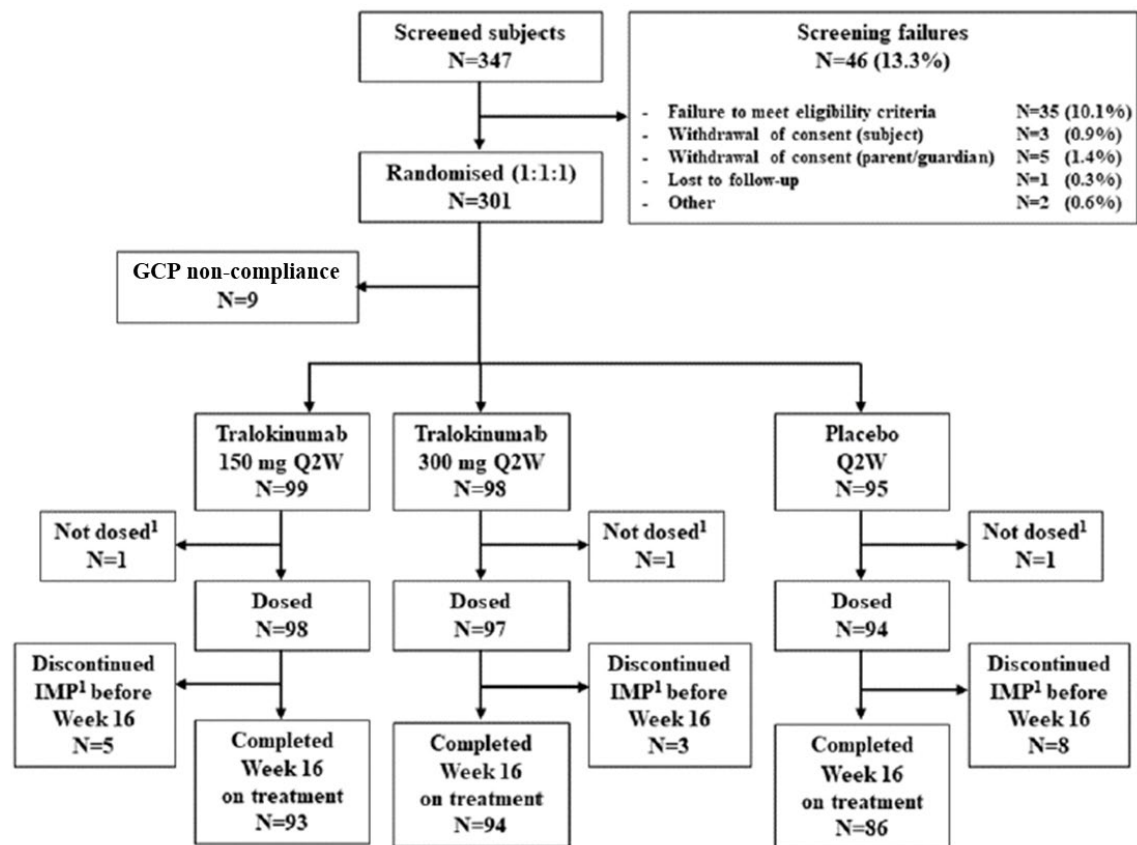 Screened subjects
N=347
Screening failures
N=46 (13.3%)
- Failure to meet eligibility criteria N=35 (10.1%)
- Withdrawal of consent (subject) N=3 (0.9%)
- Withdrawal of consent (parent/guardian) N=5 (1.4%)
- Lost to follow-up N=1 (0.3%)
- Other N=2 (0.6%)
Randomised (1:1:1)
N=301
GCP non-compliance
N=9
Tralokinumab
150 mg Q2W
N=99
Tralokinumab
300 mg Q2W
N=98
Placebo
Q2W
N=95
Not dosed¹
N=1
Not dosed¹
N=1
Not dosed¹
N=1
Dosed
N=98
Dosed
N=97
Dosed
N=94
Discontinued
IMP¹ before
Week 16
N=5
Discontinued
IMP¹ before
Week 16
N=3
Discontinued
IMP¹ before
Week 16
N=8
Completed
Week 16
on treatment
N=93
Completed
Week 16
on treatment
N=94
Completed
Week 16
on treatment
N=86